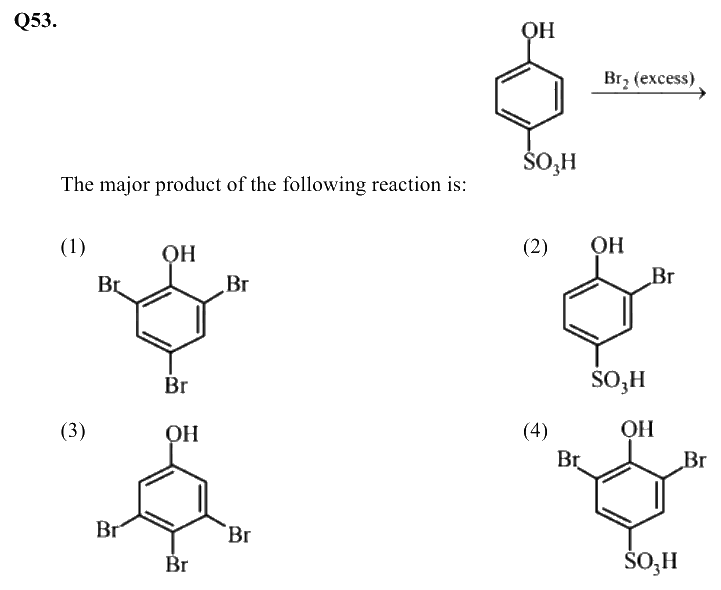 Q53.
OH
Br₂ (excess)
SO₃H
The major product of the following reaction is:
(1)
OH
Br
Br
Br
(2)
OH
Br
SO₃H
(3)
OH
Br
Br
Br
(4)
OH
Br
Br
SO₃H